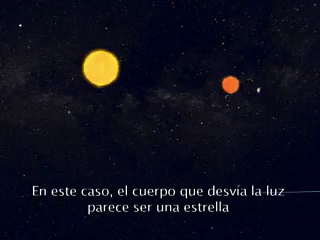 En este caso, el cuerpo que desvía la luz
parece ser una estrella